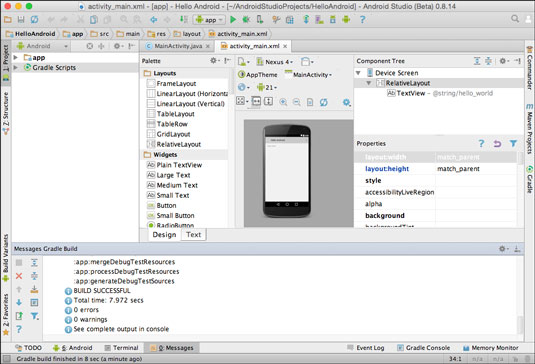 activity_main.xml - [app] - Hello Android - [~/AndroidStudioProjects/HelloAndroid] - Android Studio (Beta) 0.8.14
app
HelloAndroid
app
src
main
res
layout
activity_main.xml
Android
MainActivity.java
activity_main.xml
1: Project
Z: Structure
Build Variants
2: Favorites
app
Gradle Scripts
Palette
Layouts
FrameLayout
LinearLayout (Horizonta
LinearLayout (Vertical)
TableLayout
TableRow
GridLayout
RelativeLayout
Widgets
Plain TextView
Large Text
Medium Text
Small Text
Button
Small Button
RadioButton
Design
Text
Nexus 4
AppTheme
MainActivity
21
Component Tree
Device Screen
RelativeLayout
TextView - @string/hello_world
Properties
layout:width
match_parent
layout:height
match_parent
style
accessibilityLiveRegion
alpha
background
backgroundTint
Commander
Maven Projects
Gradle
Messages Gradle Build
:app:mergeDebugTestResources
:app:processDebugTestResources
:app:generateDebugTestSources
BUILD SUCCESSFUL
Total time: 7.972 secs
0 errors
0 warnings
See complete output in console
TODO
6: Android
Terminal
0: Messages
Event Log
Gradle Console
Memory Monitor
Gradle build finished in 8 sec (a minute ago)
34:1
n/a
n/a